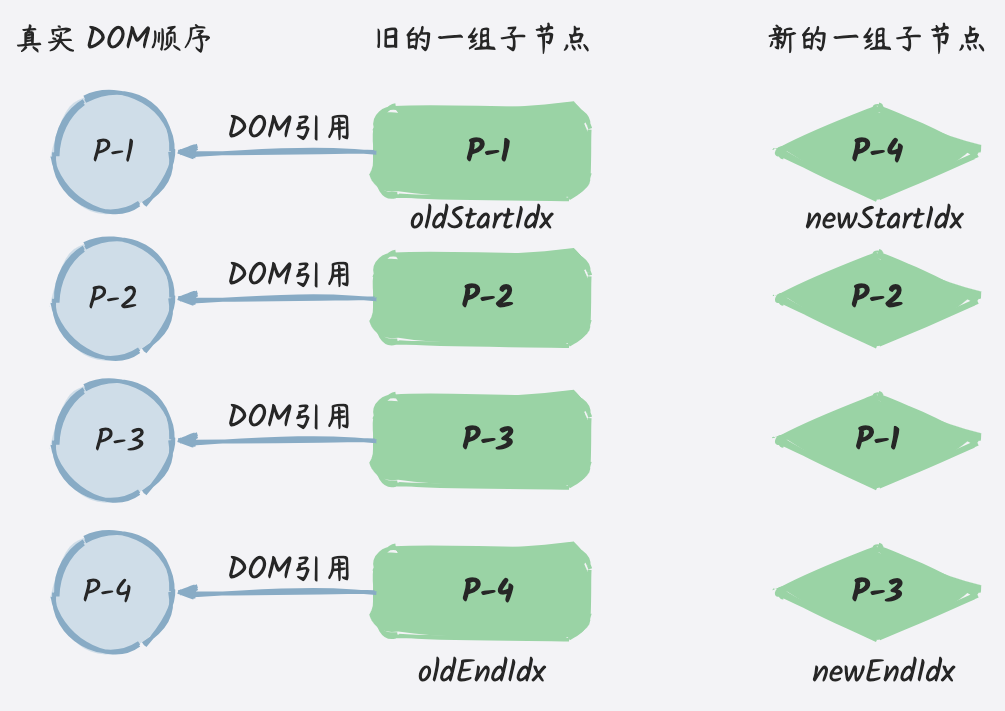 真实 DOM顺序 旧的一组子节点 新的一组子节点
P-1 DOM引用 P-1 P-4
oldStartIdx newStartIdx
P-2 DOM引用 P-2 P-2
P-3 DOM引用 P-3 P-1
P-4 DOM引用 P-4 P-3
oldEndIdx newEndIdx